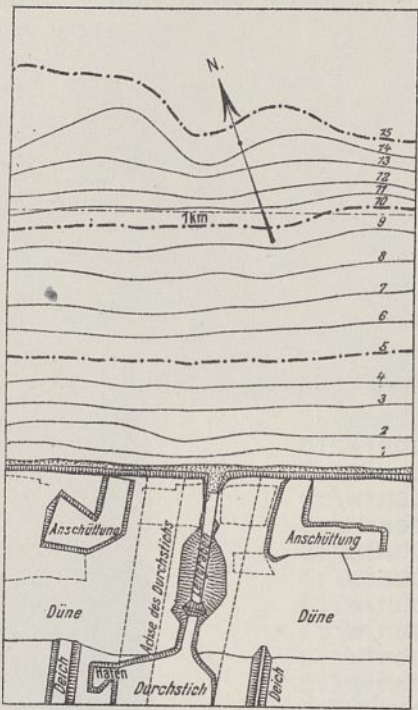 N.
15
14
13
12
11
10
1km
9
8
7
6
5
4
3
2
1
Anschüttung
Anschüttung
Achse des Durchstichs
Düne
Düne
Deich
Hafen
Durchstich
Deich